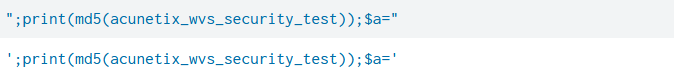 ";print(md5(acunetix_wvs_security_test));$a="
';print(md5(acunetix_wvs_security_test));$a='